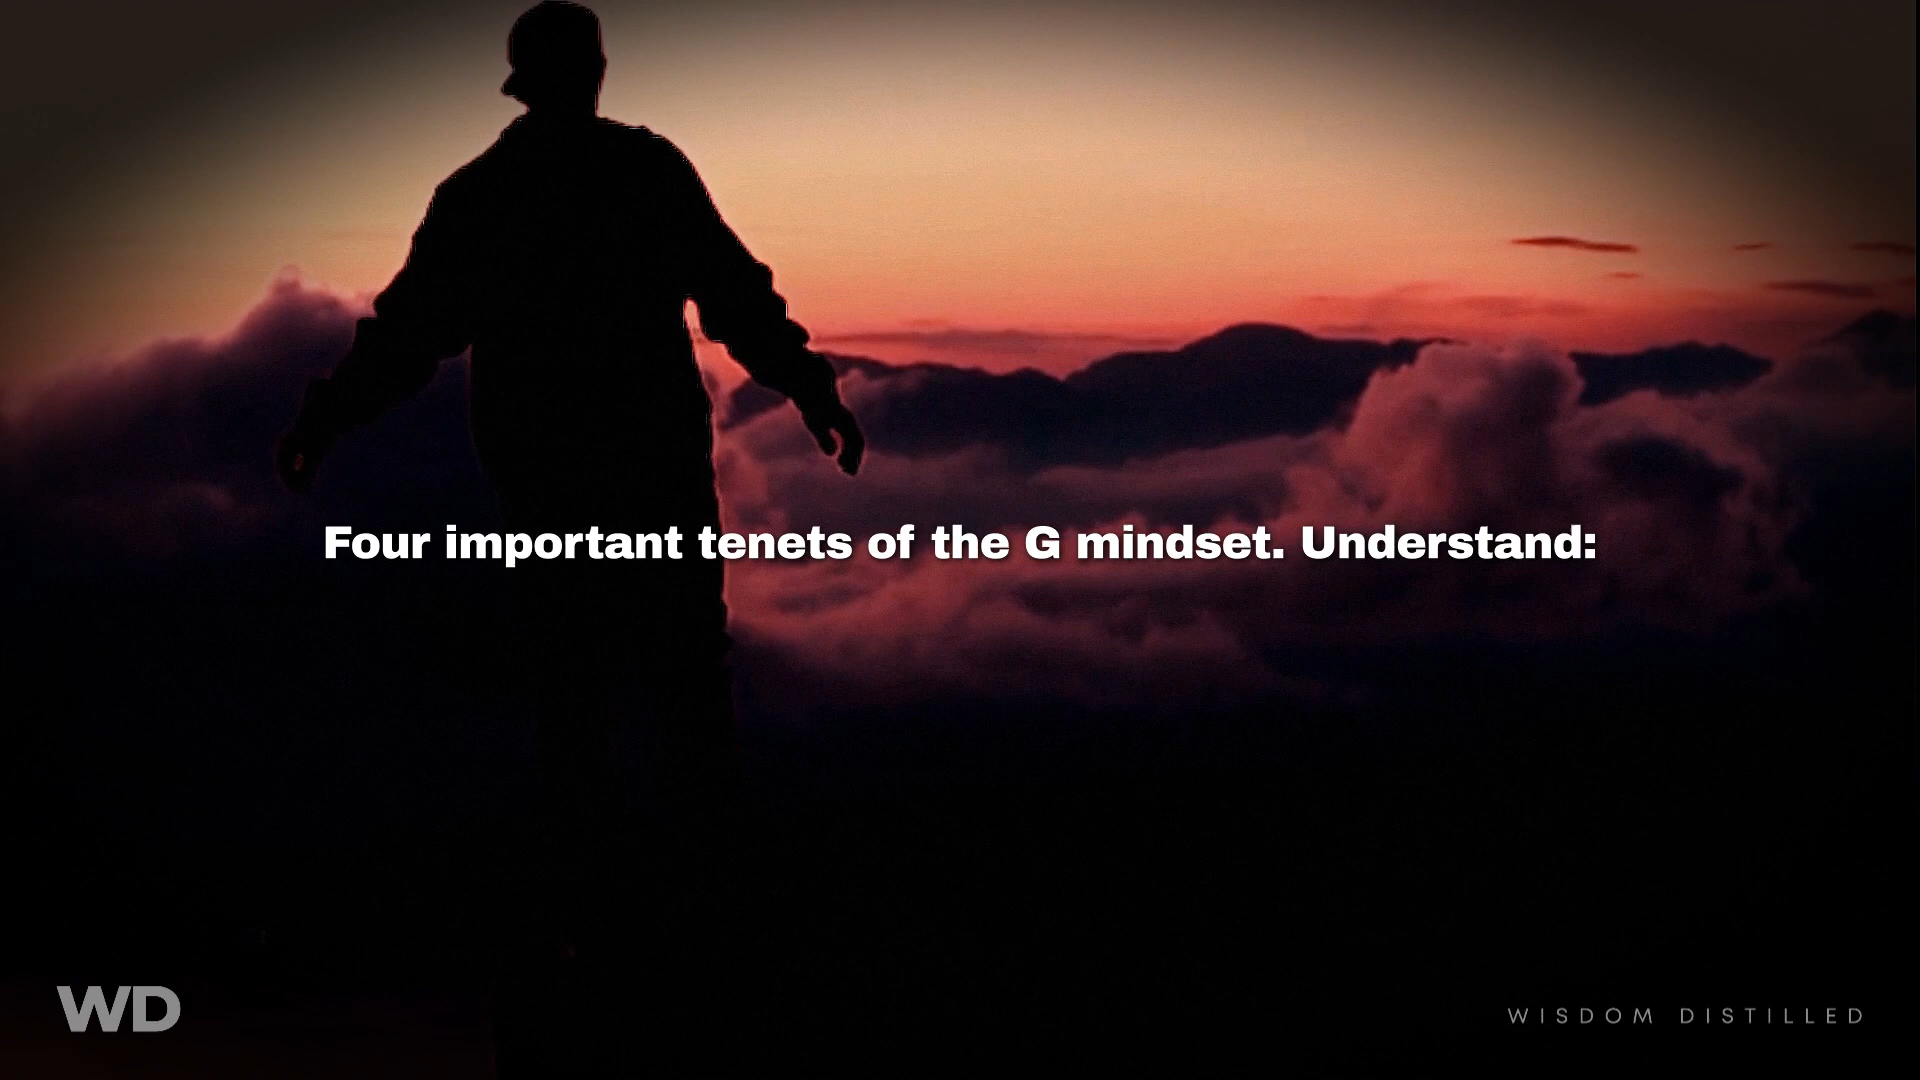 Four important tenets of the G mindset. Understand:
WD
WISDOM DISTILLED